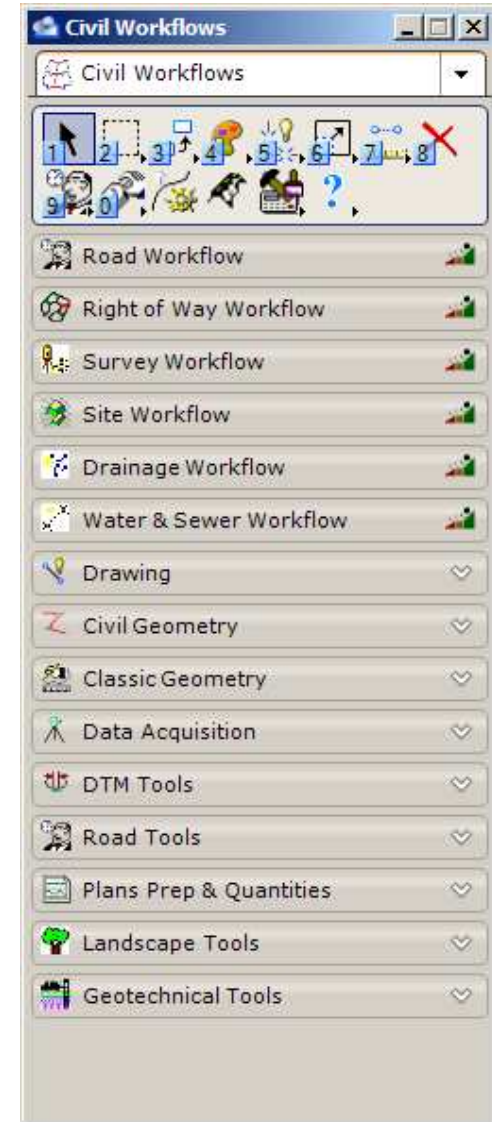 Civil Workflows
Civil Workflows
1 2 3 4 5 6 7 8
9 0 ?
Road Workflow
Right of Way Workflow
Survey Workflow
Site Workflow
Drainage Workflow
Water & Sewer Workflow
Drawing
Civil Geometry
Classic Geometry
Data Acquisition
DTM Tools
Road Tools
Plans Prep & Quantities
Landscape Tools
Geotechnical Tools